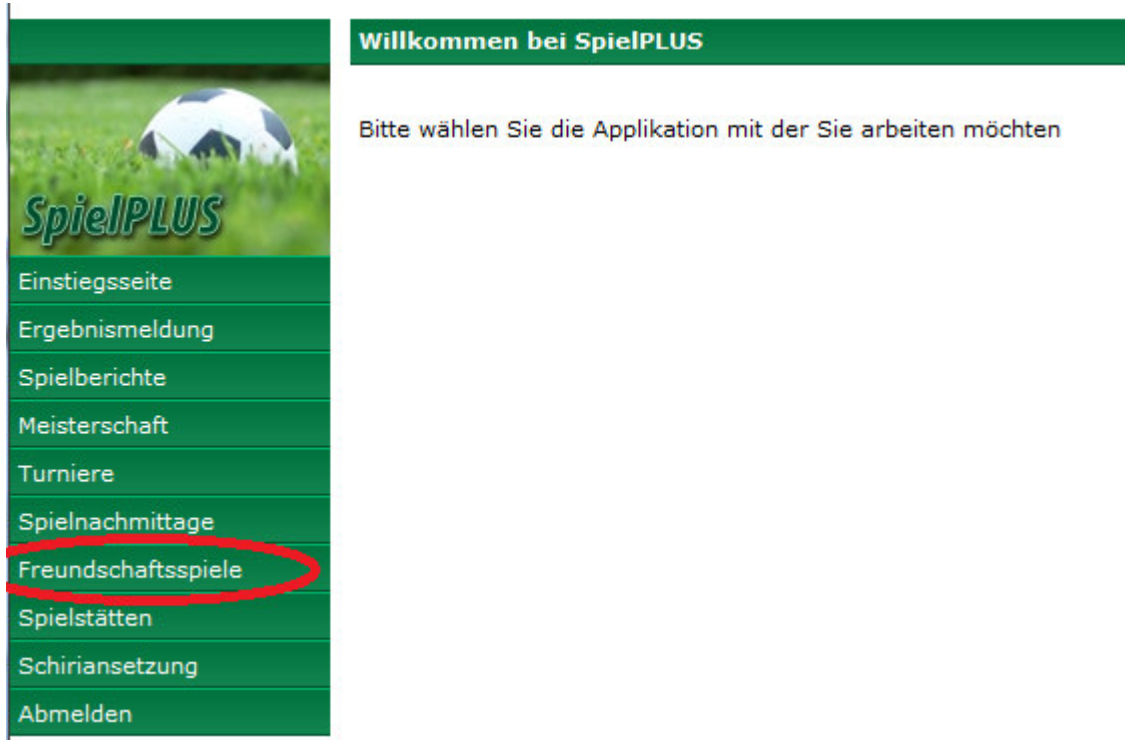 Willkommen bei SpielPLUS
Bitte wählen Sie die Applikation mit der Sie arbeiten möchten
SpielPLUS
Einstiegsseite
Ergebnismeldung
Spielberichte
Meisterschaft
Turniere
Spielnachmittage
Freundschaftsspiele
Spielstätten
Schiriansetzung
Abmelden